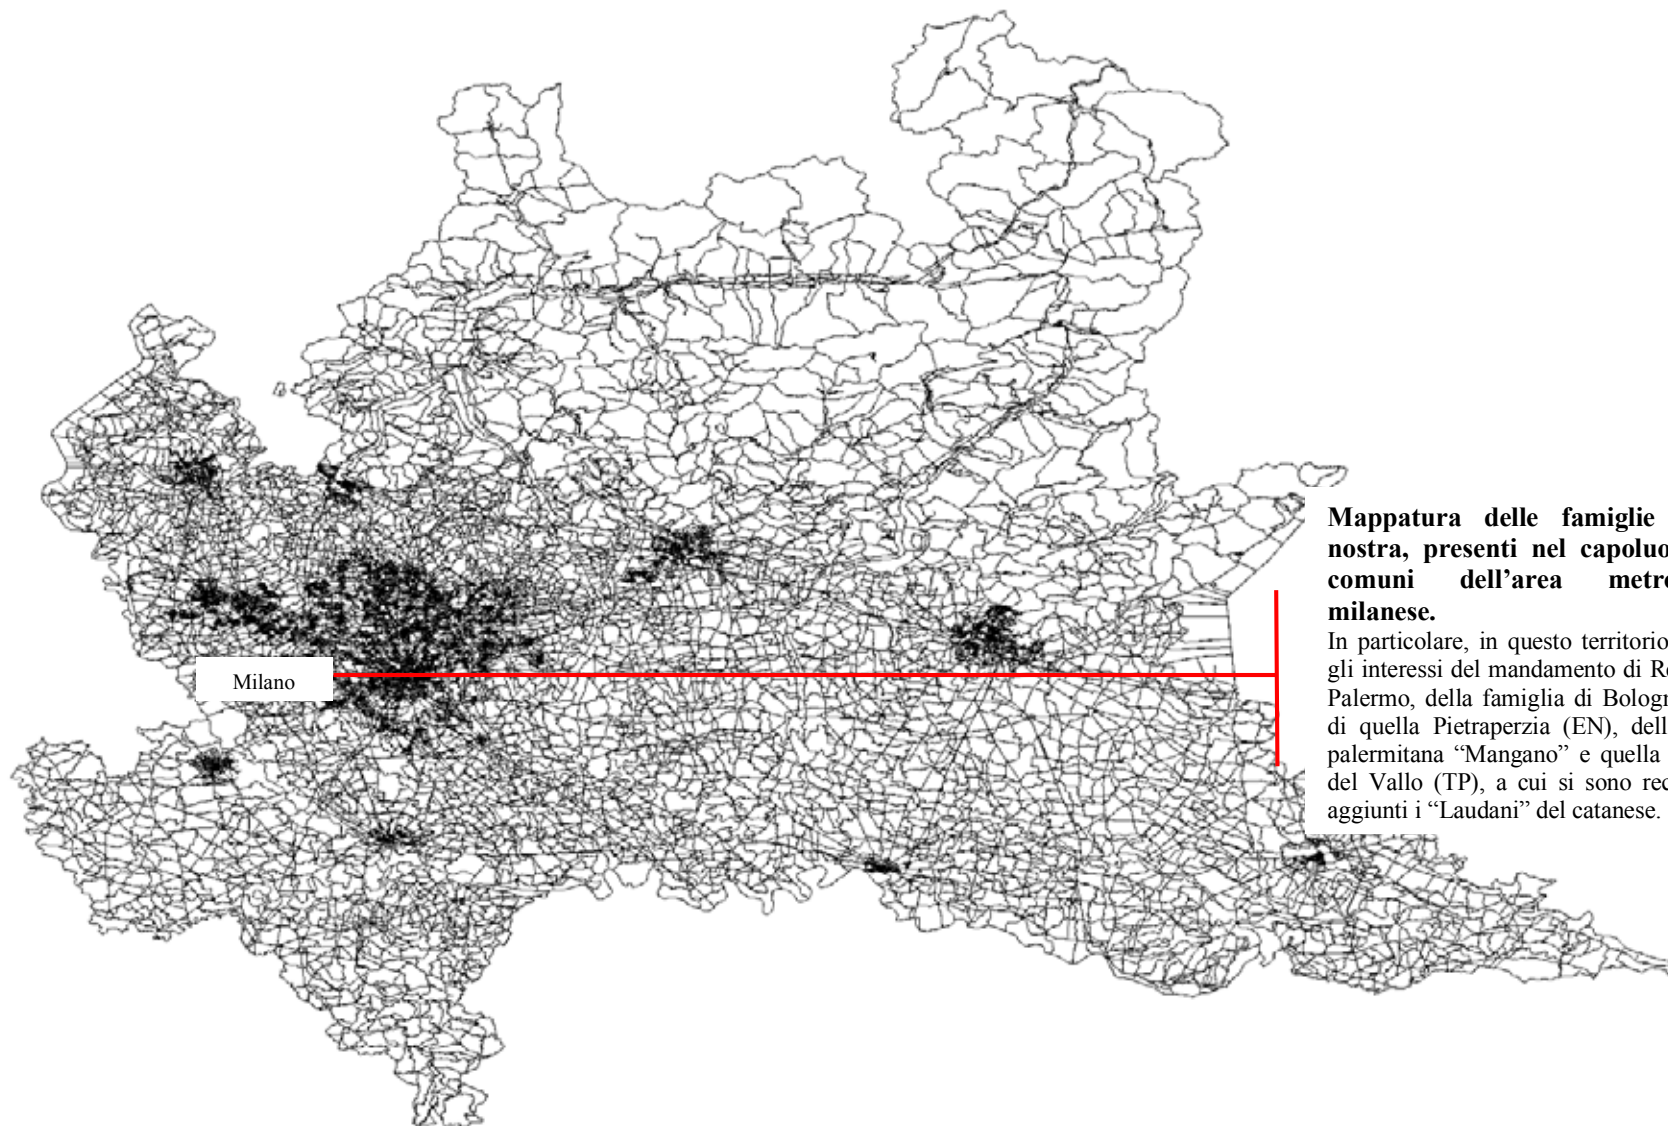 Mappatura delle famiglie
nostra, presenti nel
comuni dell’area
milanese.
In particolare, in questo territorio
gli interessi del mandamento di
Palermo, della famiglia di
di quella Pietraperzia (EN),
palermitana “Mangano” e quella
del Vallo (TP), a cui si sono
aggiunti i “Laudani” del catanese.
Milano